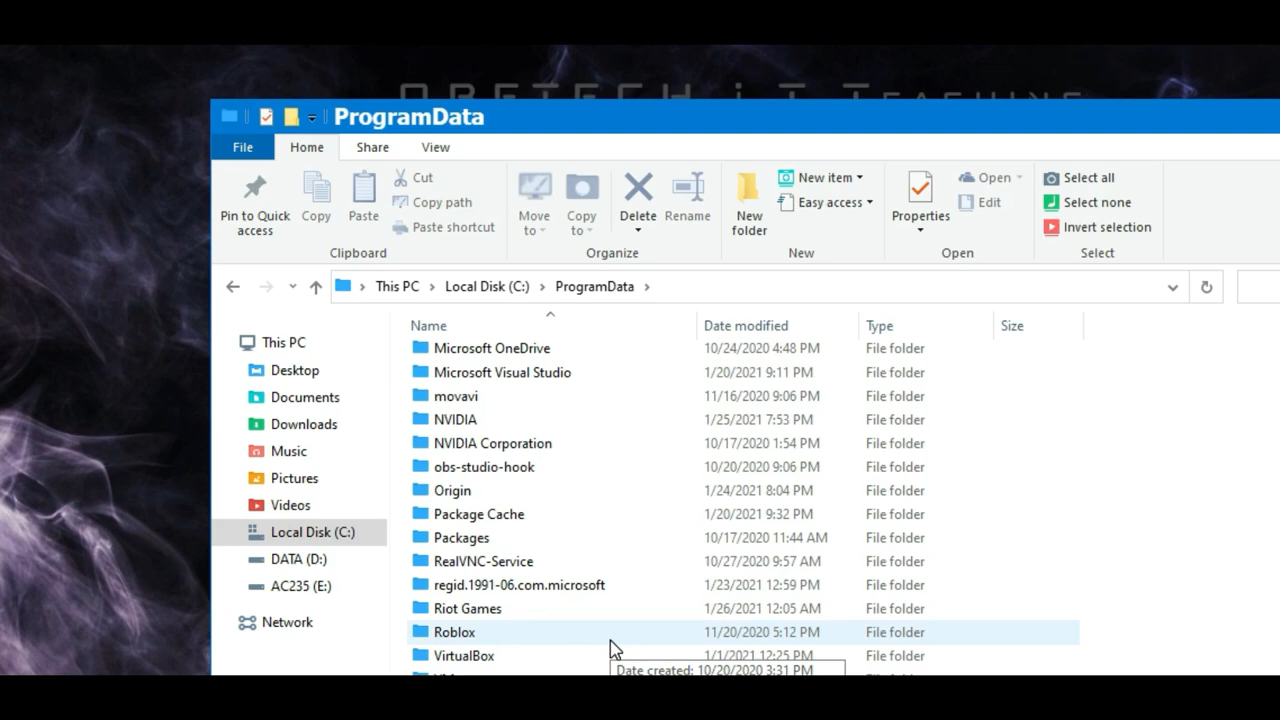 OBETECH iT TEACHING
ProgramData
File Home Share View
Pin to Quick access
Copy
Paste
Cut
Copy path
Paste shortcut
Clipboard
Move to
Copy to
Delete
Rename
Organize
New folder
New item
Easy access
New
Properties
Open
Edit
Open
Select all
Select none
Invert selection
Select
This PC Local Disk (C:) ProgramData
Name Date modified Type Size
This PC
Desktop
Documents
Downloads
Music
Pictures
Videos
Local Disk (C:)
DATA (D:)
AC235 (E:)
Network
Microsoft OneDrive 10/24/2020 4:48 PM File folder
Microsoft Visual Studio 1/20/2021 9:11 PM File folder
movavi 11/16/2020 9:06 PM File folder
NVIDIA 1/25/2021 7:53 PM File folder
NVIDIA Corporation 10/17/2020 1:54 PM File folder
obs-studio-hook 10/20/2020 9:06 PM File folder
Origin 1/24/2021 8:04 PM File folder
Package Cache 1/20/2021 9:32 PM File folder
Packages 10/17/2020 11:44 AM File folder
RealVNC-Service 10/27/2020 9:57 AM File folder
regid.1991-06.com.microsoft 1/23/2021 12:59 PM File folder
Riot Games 1/26/2021 12:05 AM File folder
Roblox 11/20/2020 5:12 PM File folder
VirtualBox 1/1/2021 12:25 PM File folder
Date created: 10/20/2020 3:31 PM